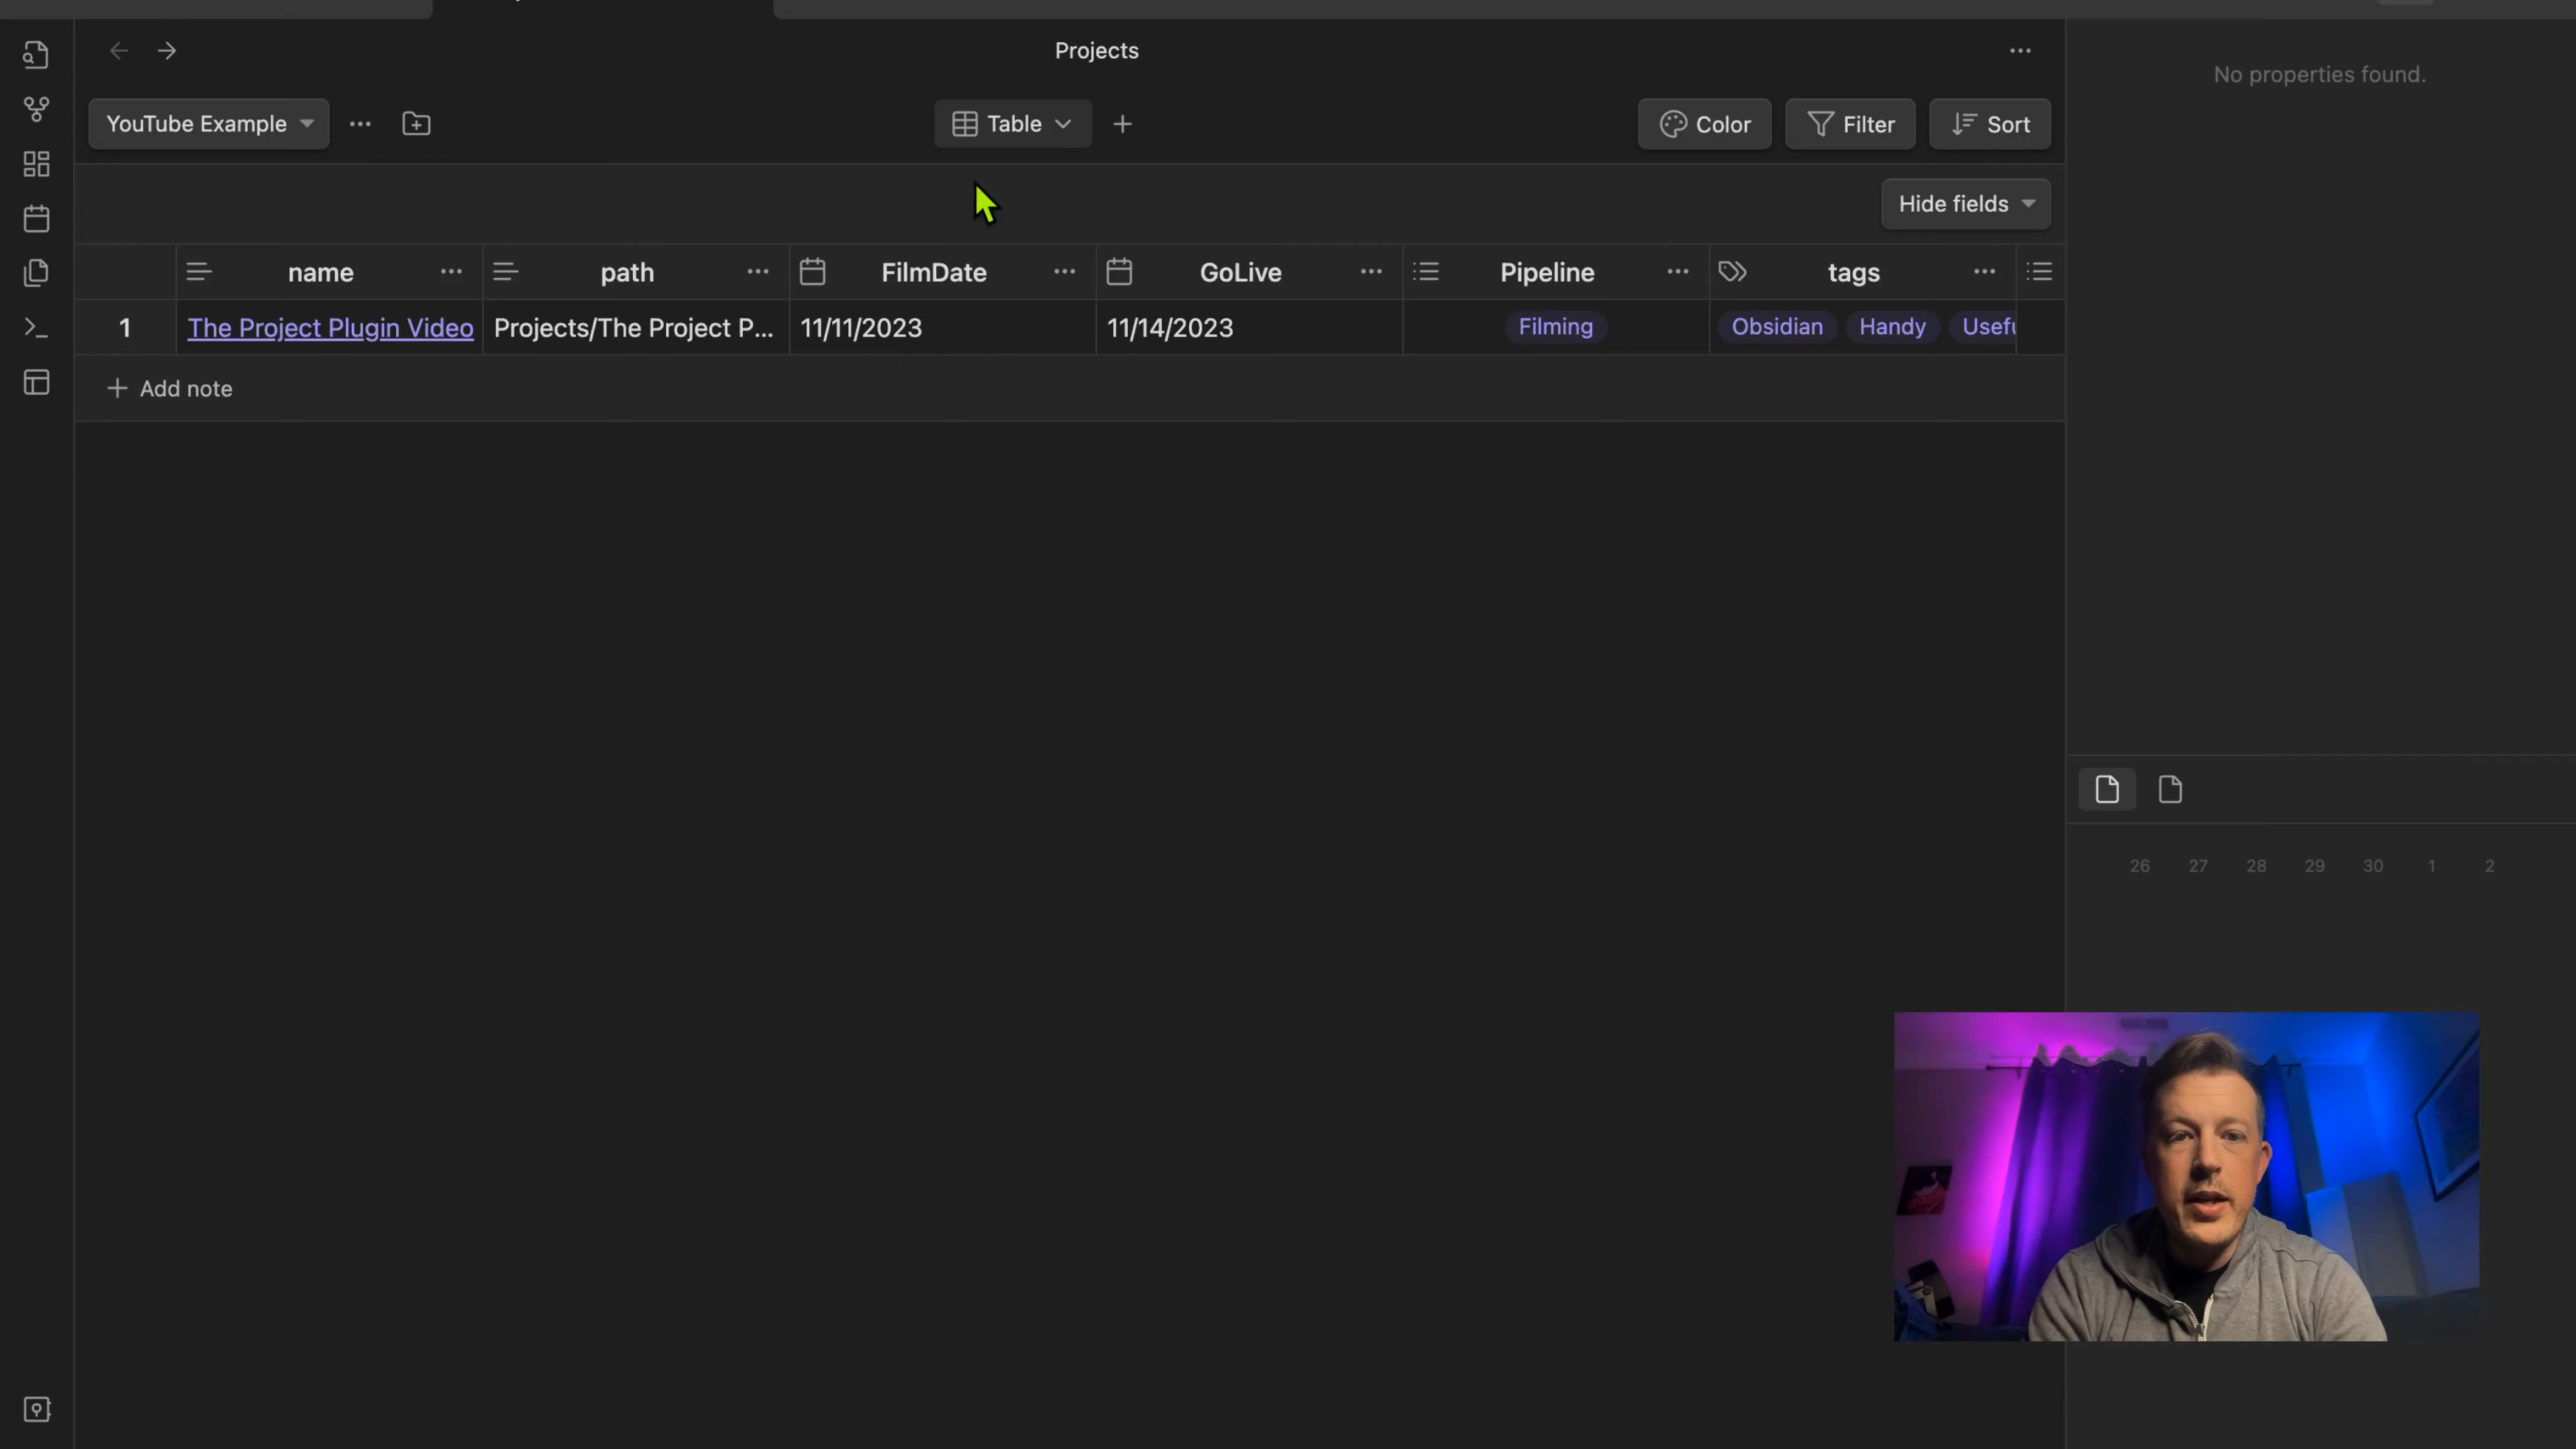 Projects
No properties found.
YouTube Example
Table
Color
Filter
Sort
Hide fields
name path FilmDate GoLive Pipeline tags
1 The Project Plugin Video Projects/The Project P... 11/11/2023 11/14/2023 Filming Obsidian Handy Usefu
Add note
26 27 28 29 30 1 2